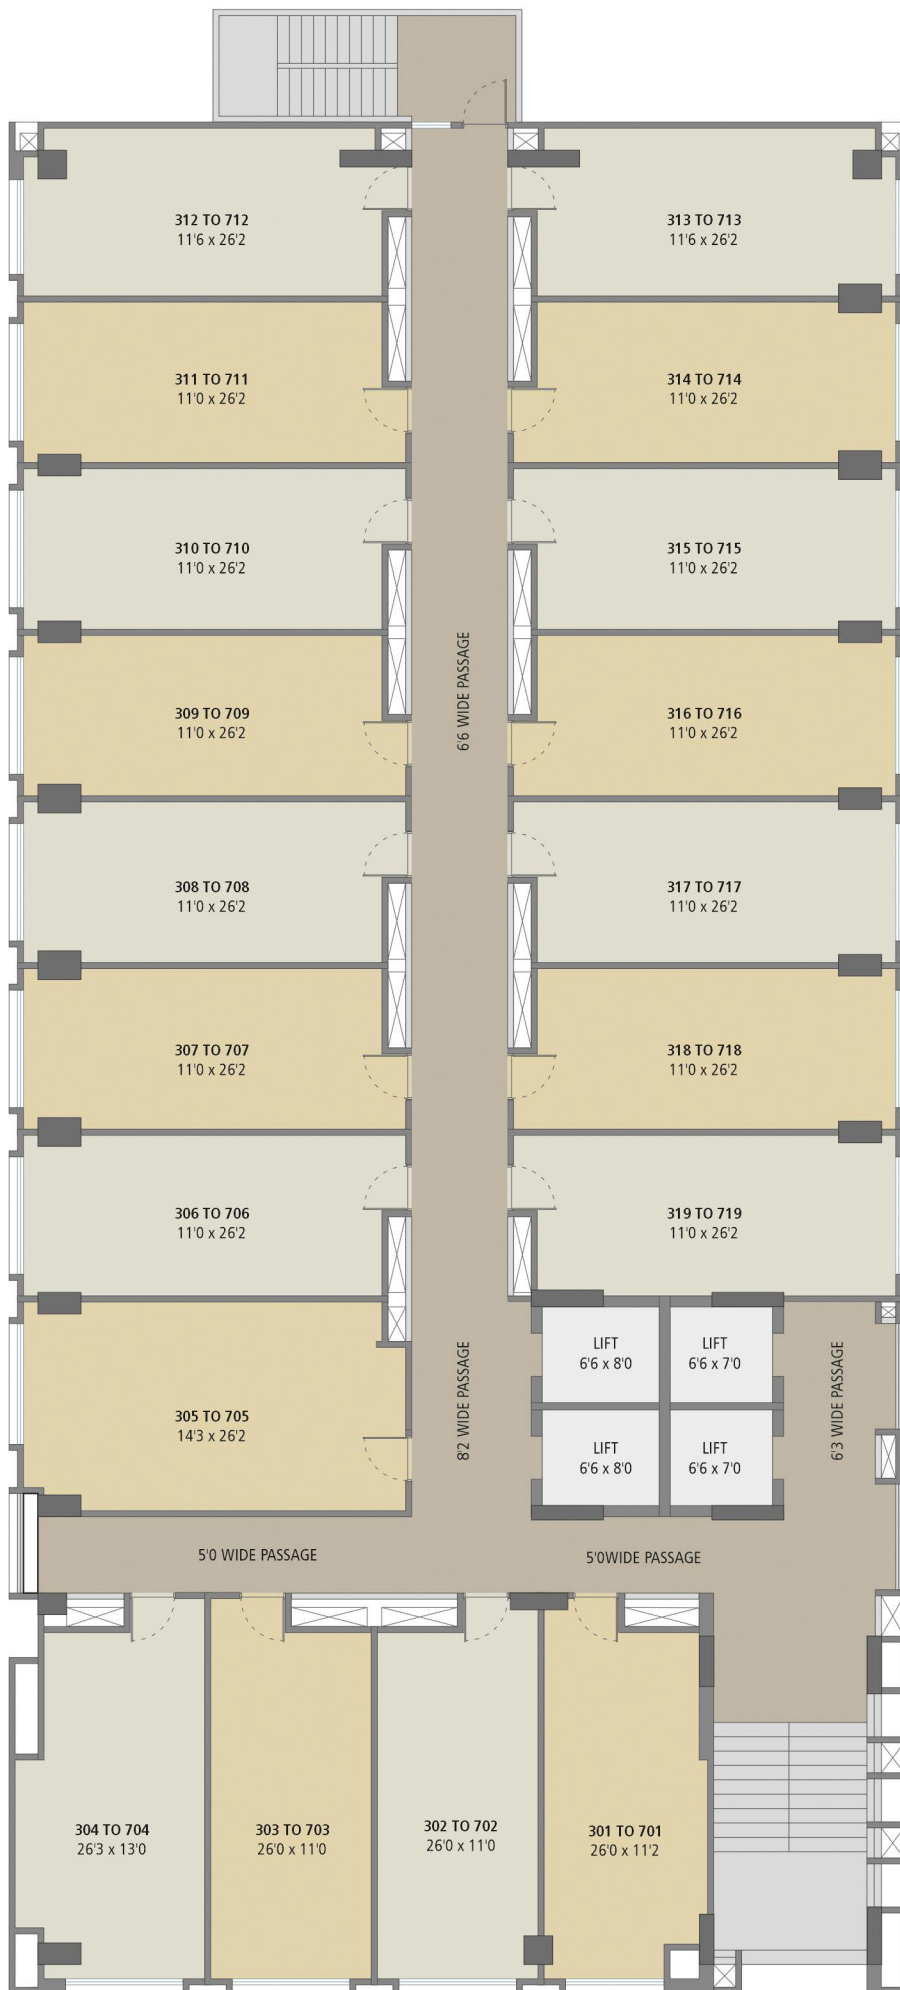 312 TO 712
11'6 x 26'2
313 TO 713
11'6 x 26'2
311 TO 711
11'0 x 26'2
314 TO 714
11'0 x 26'2
310 TO 710
11'0 x 26'2
315 TO 715
11'0 x 26'2
6'6 WIDE PASSAGE
309 TO 709
11'0 x 26'2
316 TO 716
11'0 x 26'2
308 TO 708
11'0 x 26'2
317 TO 717
11'0 x 26'2
307 TO 707
11'0 x 26'2
318 TO 718
11'0 x 26'2
306 TO 706
11'0 x 26'2
319 TO 719
11'0 x 26'2
305 TO 705
14'3 x 26'2
8'2 WIDE PASSAGE
LIFT
6'6 x 8'0
LIFT
6'6 x 7'0
6'3 WIDE PASSAGE
LIFT
6'6 x 8'0
LIFT
6'6 x 7'0
5'0 WIDE PASSAGE
5'0WIDE PASSAGE
304 TO 704
26'3 x 13'0
303 TO 703
26'0 x 11'0
302 TO 702
26'0 x 11'0
301 TO 701
26'0 x 11'2